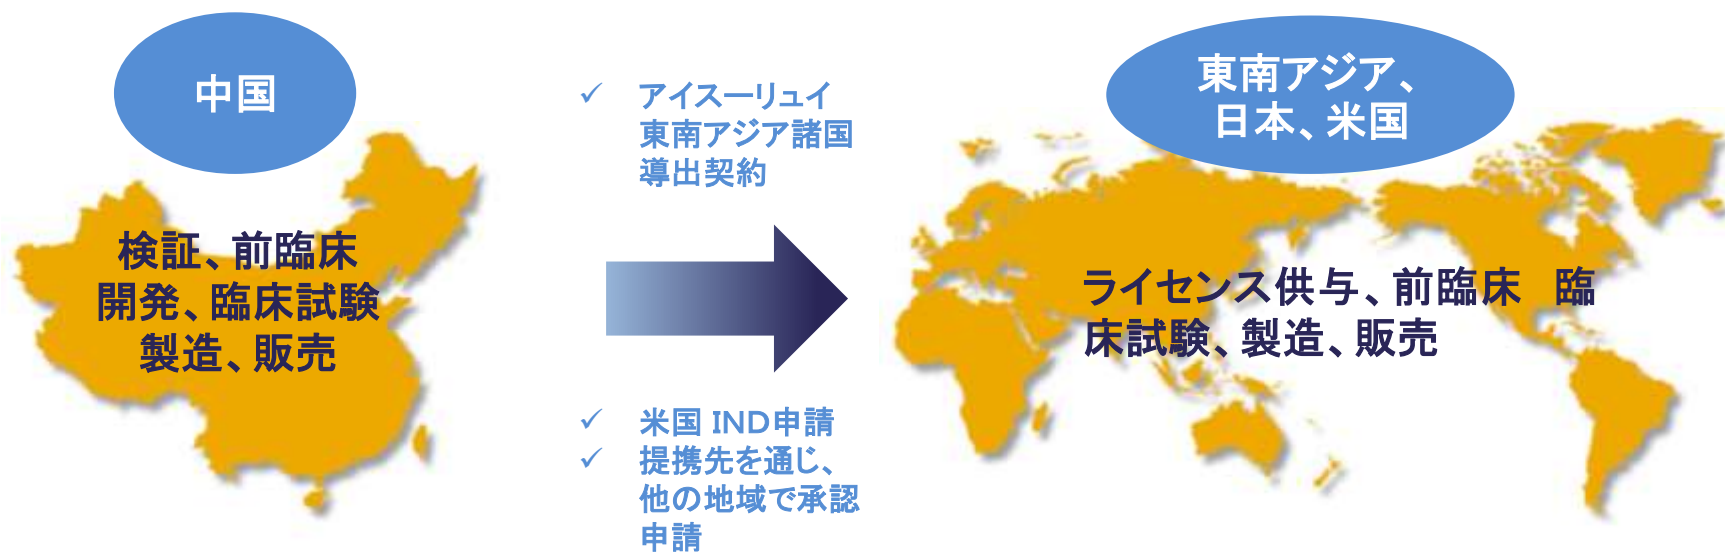 中国
検証、前臨床
開発、臨床試験
製造、販売
✓ アイスーリュイ
東南アジア諸国
導出契約
✓ 米国 IND申請
✓ 提携先を通じ、
他の地域で承認
申請
東南アジア、
日本、米国
ライセンス供与、前臨床　臨
床試験、製造、販売